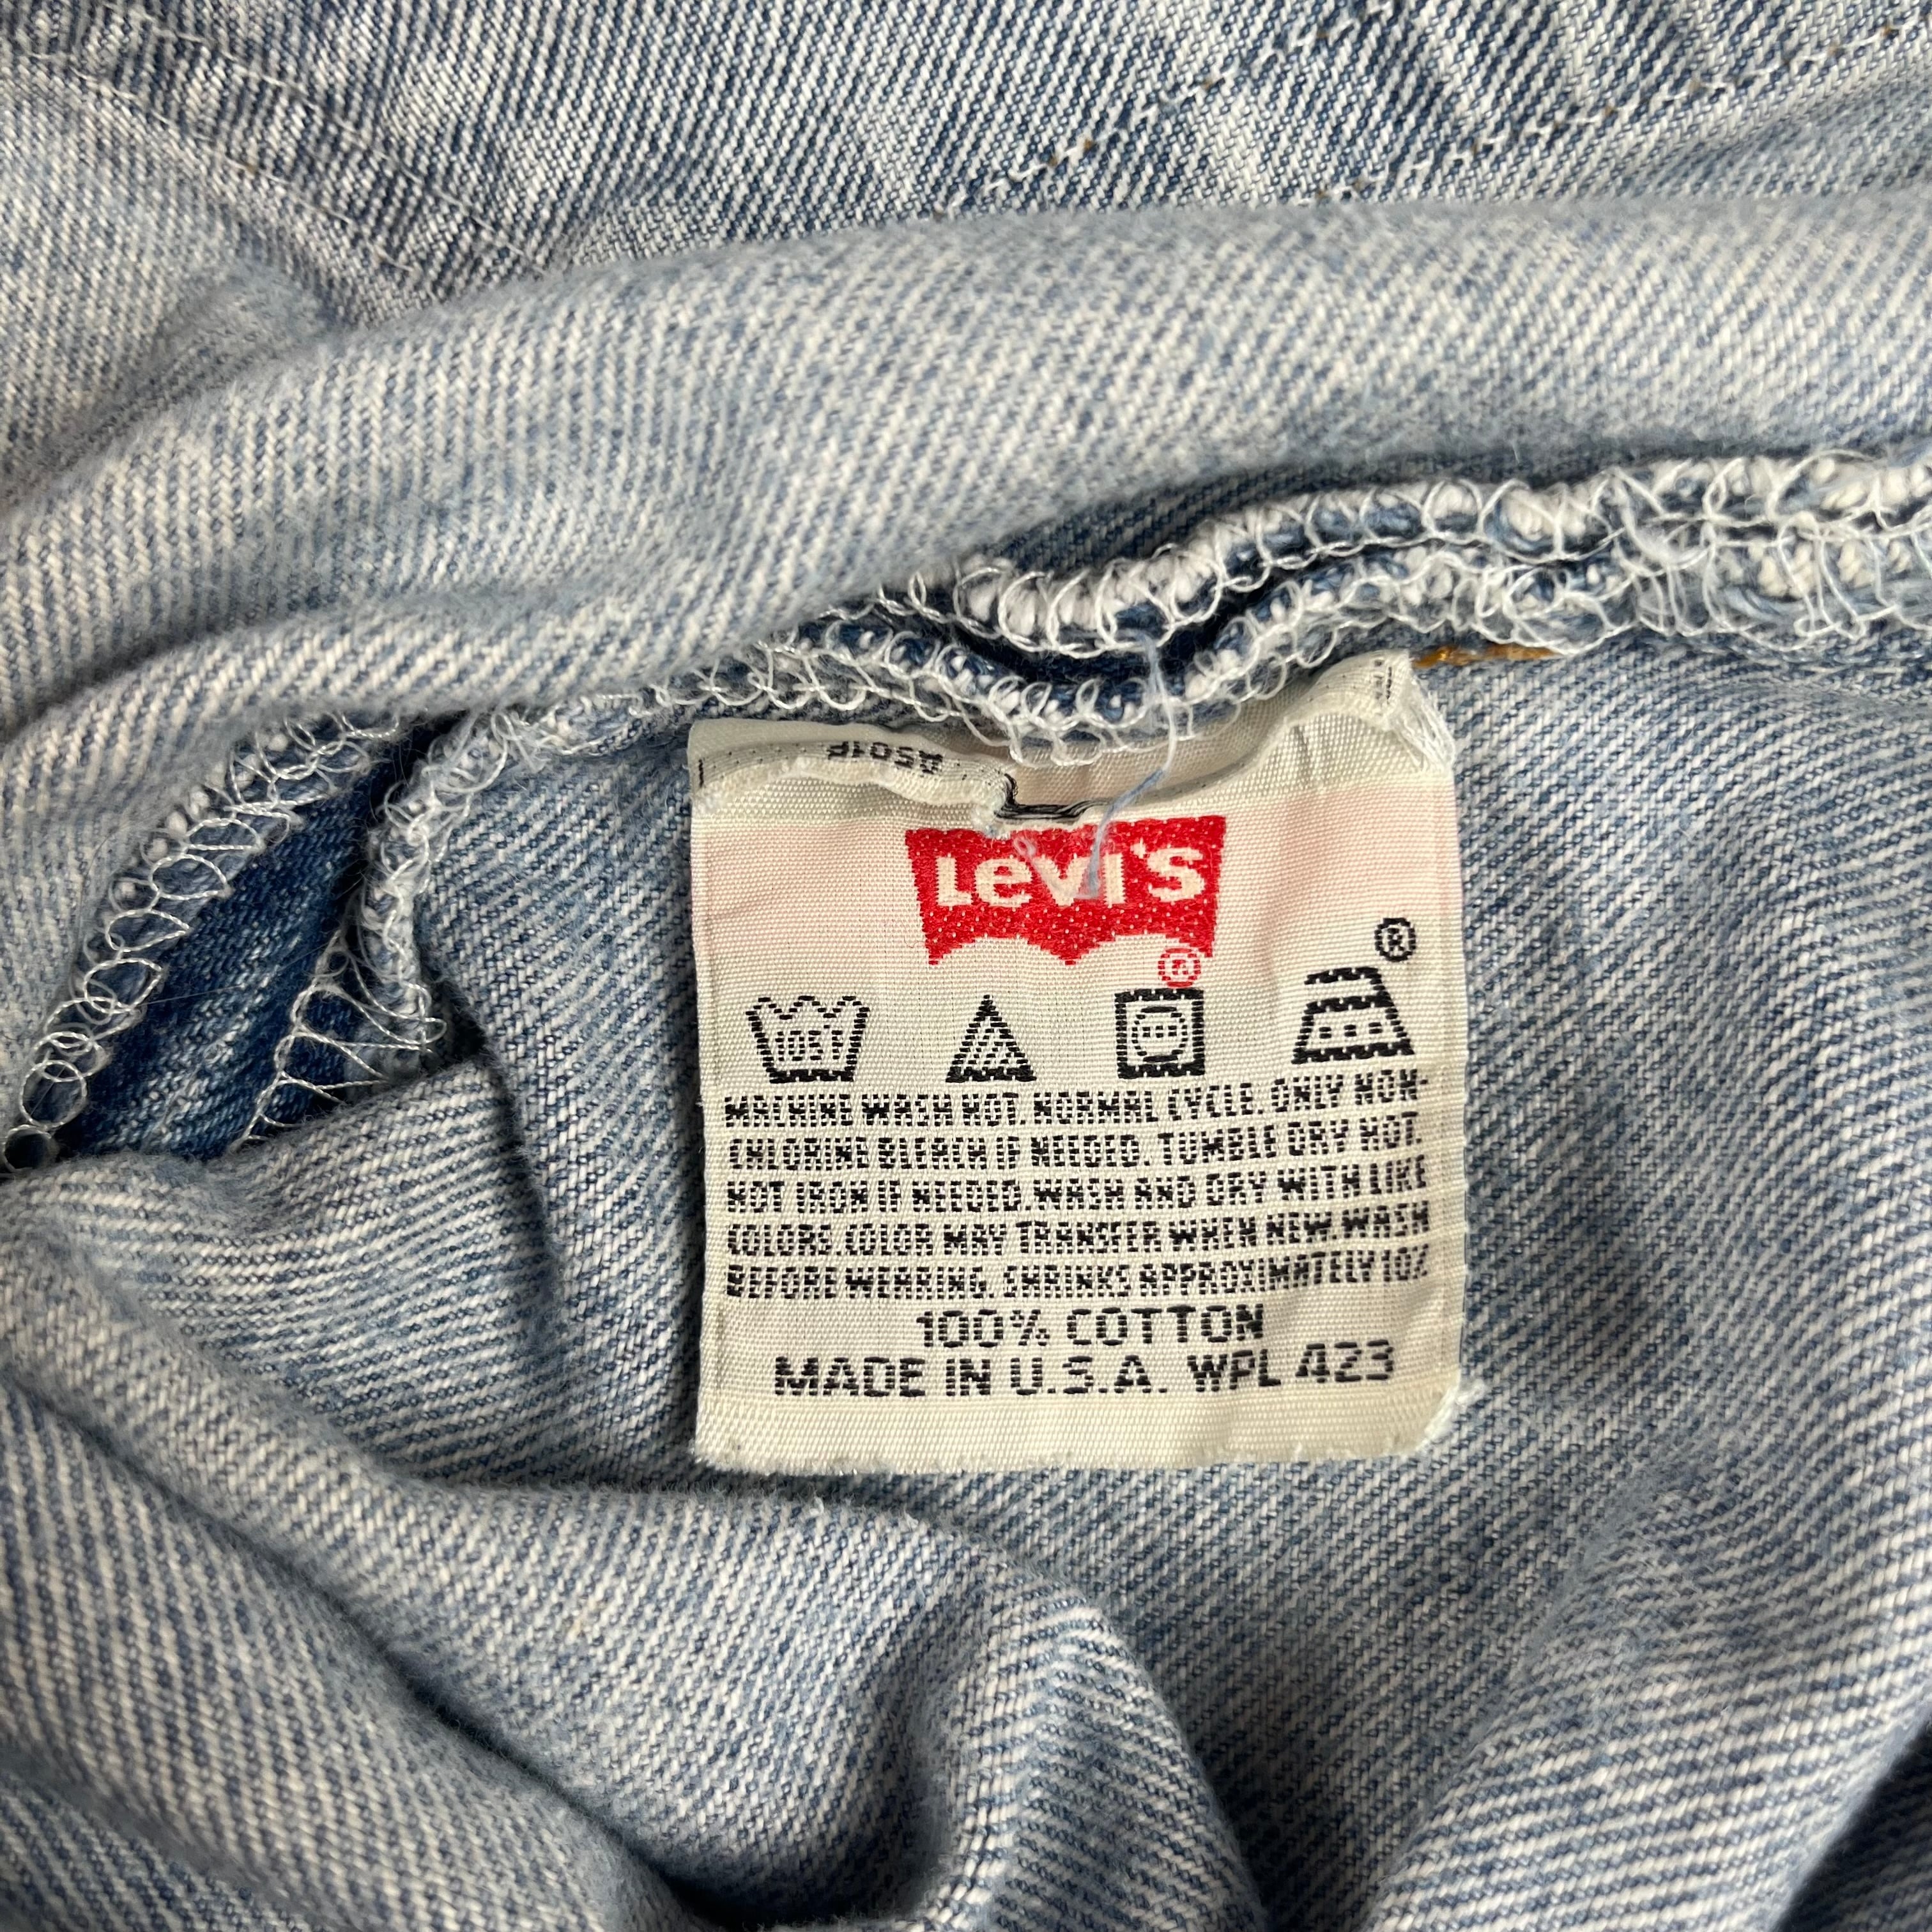 A501P
LEVI'S
®
®
105F
MACHINE WASH HOT. NORMAL CYCLE. ONLY NON-
CHLORINE BLEACH IF NEEDED. TUMBLE DRY HOT.
HOT IRON IF NEEDED. WASH AND DRY WITH LIKE
COLORS. COLOR MAY TRANSFER WHEN NEW. WASH
BEFORE WEARING. SHRINKS APPROXIMATELY 10%
100% COTTON
MADE IN U.S.A. WPL 423